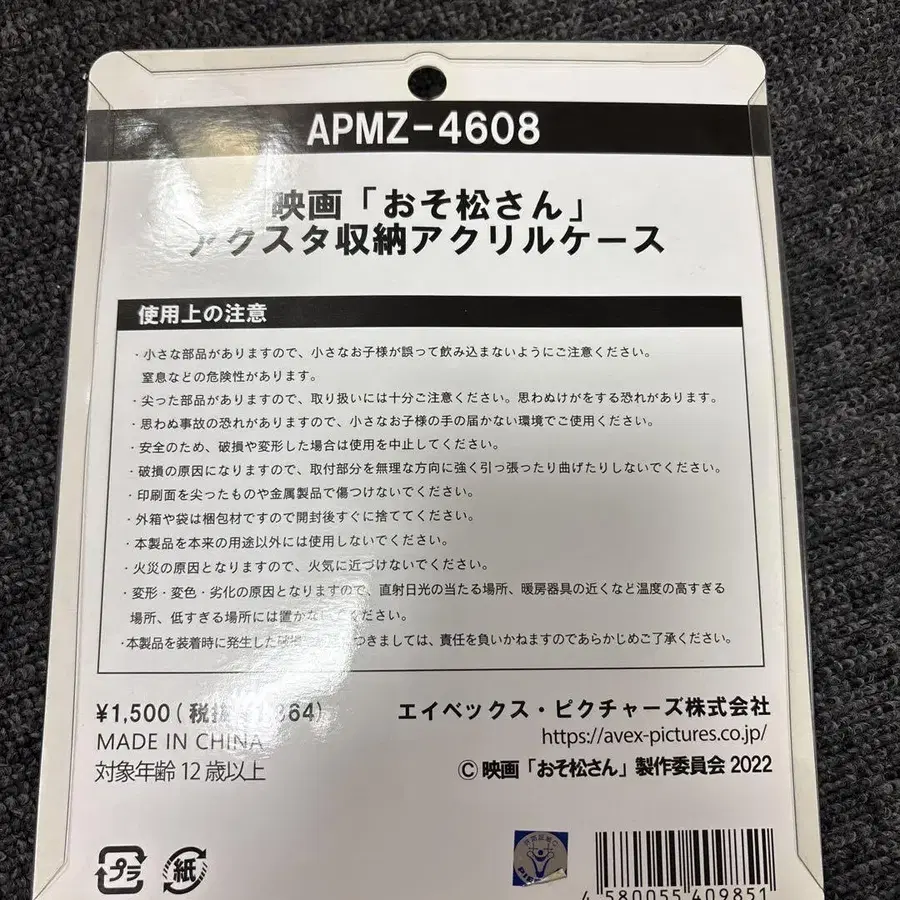 APMZ-4608
映画「おそ松さん」
アクスタ収納アクリルケース
使用上の注意
・小さな部品がありますので、小さなお子様が誤って飲み込まないようにご注意ください。
窒息などの危険性があります。
・尖った部品がありますので、取り扱いには十分ご注意ください。思わぬけがをする恐れがあります。
・思わぬ事故の恐れがありますので、小さなお子様の手の届かない環境でご使用ください。
・安全のため、破損や変形した場合は使用を中止してください。
・破損の原因になりますので、取付部分を無理な方向に強く引っ張ったり曲げたりしないでください。
・印刷面を尖ったものや金属製品で傷つけないでください。
・外箱や袋は梱包材ですので開封後すぐに捨ててください。
・本製品を本来の用途以外には使用しないでください。
・火災の原因となりますので、火気に近づけないでください。
・変形・変色・劣化の原因となりますので、直射日光の当たる場所、暖房器具の近くなど温度の高すぎる
場所、低すぎる場所には置かないでください。
・本製品を装着時に発生した破損 つきましては、責任を負いかねますのであらかじめご了承ください。
¥1,500(税抜¥1,364)
MADE IN CHINA
対象年齢12歳以上
エイベックス・ピクチャーズ株式会社
https://avex-pictures.co.jp/
©映画「おそ松さん」製作委員会 2022
プラ
紙
4 580055 409851